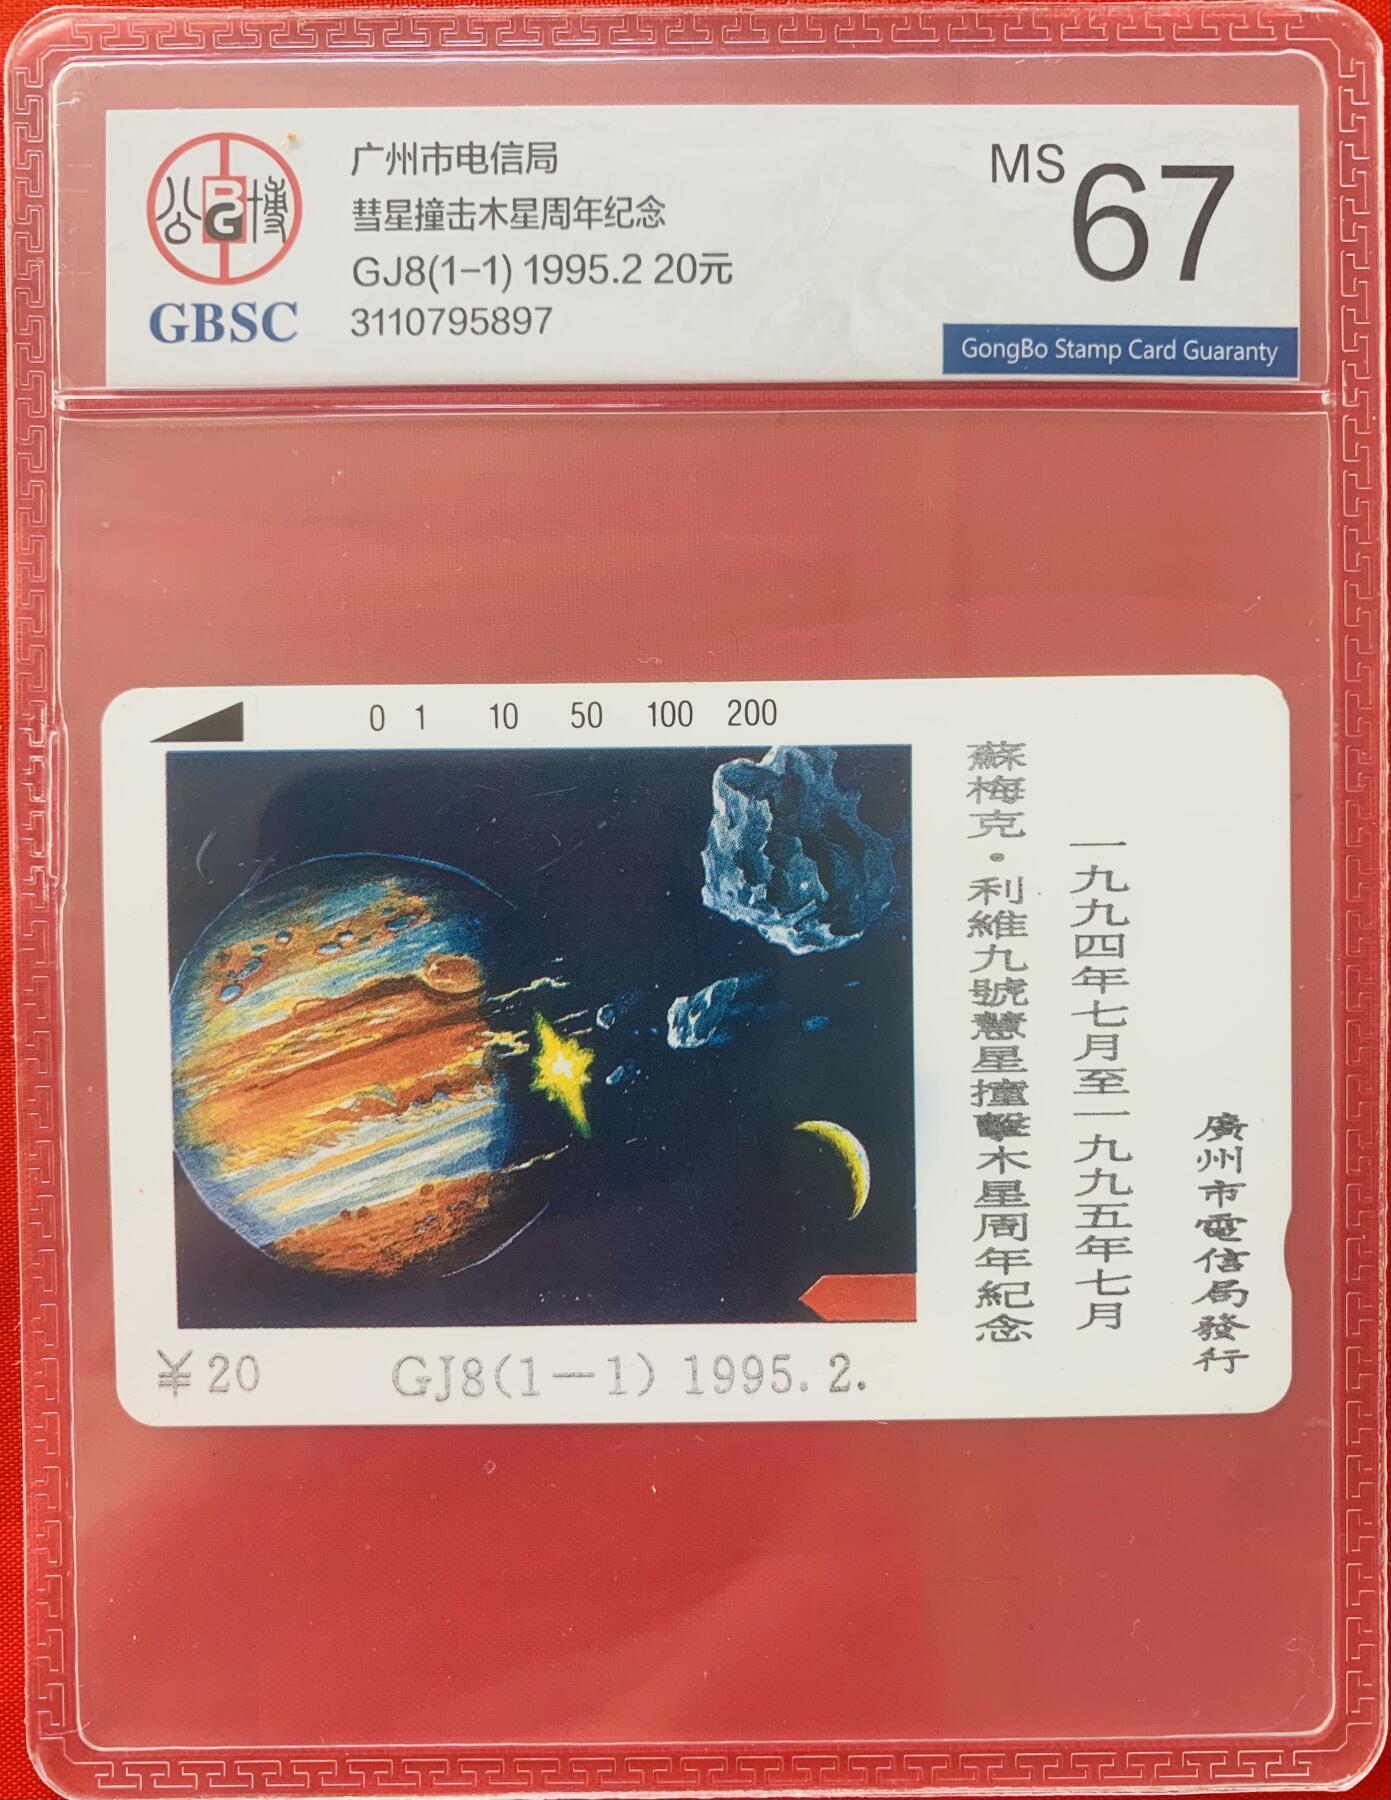 公博
BG
GBSC
广州市电信局
彗星撞击木星周年纪念
GJ8(1-1) 1995.2 20元
3110795897
MS 67
GongBo Stamp Card Guaranty
0 1 10 50 100 200
蘇梅克·利維九號慧星撞擊木星周年紀念
一九九四年七月至一九九五年七月
廣州市電信局發行
¥20 GJ8(1—1) 1995.2.